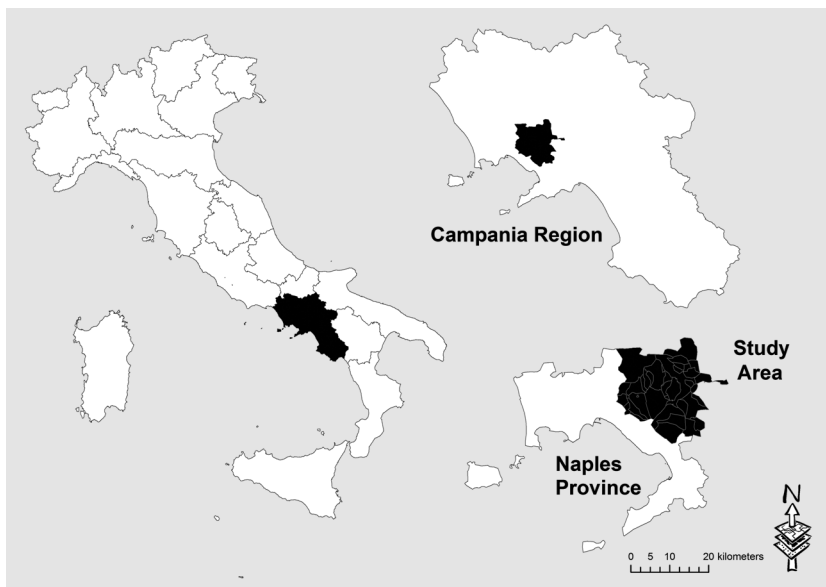 Campania Region
Study
Area
Naples
Province
N
0 5 10 20 kilometers